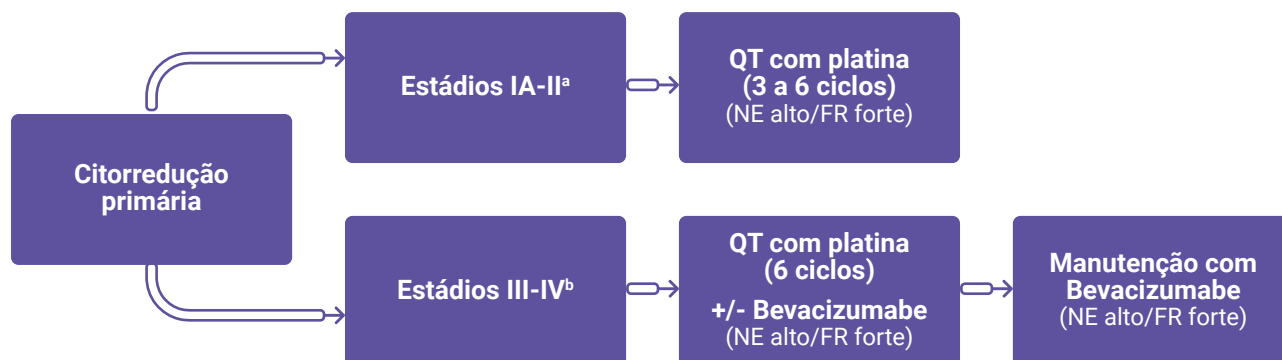 Citorredução
primária
Estádios IA-IIᵃ
QT com platina
(3 a 6 ciclos)
(NE alto/FR forte)
Estádios III-IVᵇ
QT com platina
(6 ciclos)
+/- Bevacizumabe
(NE alto/FR forte)
Manutenção com
Bevacizumabe
(NE alto/FR forte)